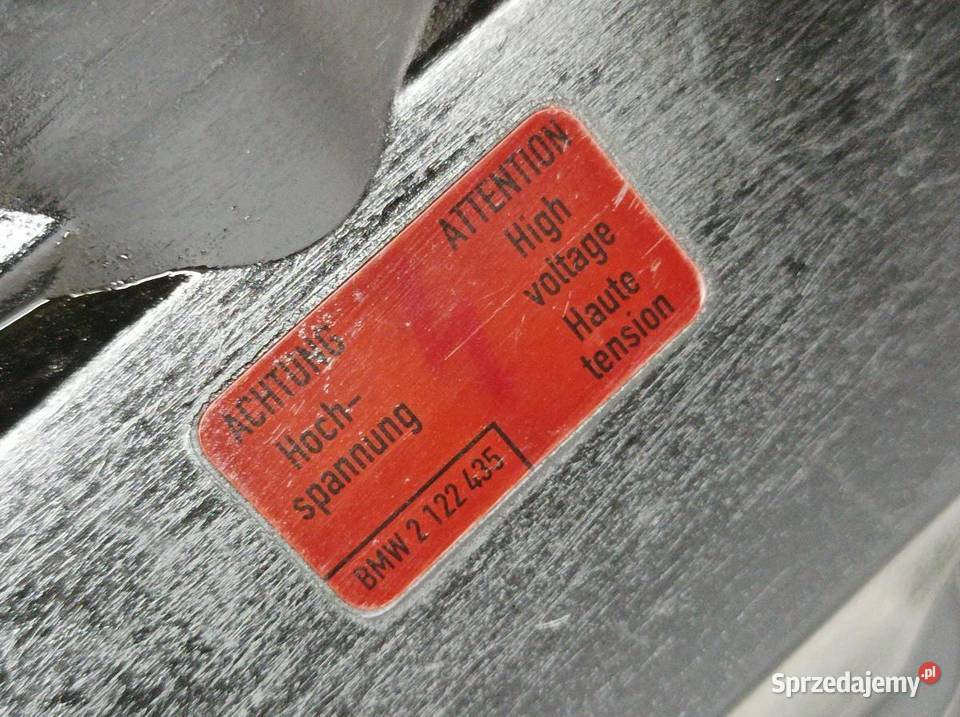 ACHTUNG
Hoch-
spannung
ATTENTION
High
voltage
Haute
tension
BMW 2 122 435
Sprzedajemy.pl